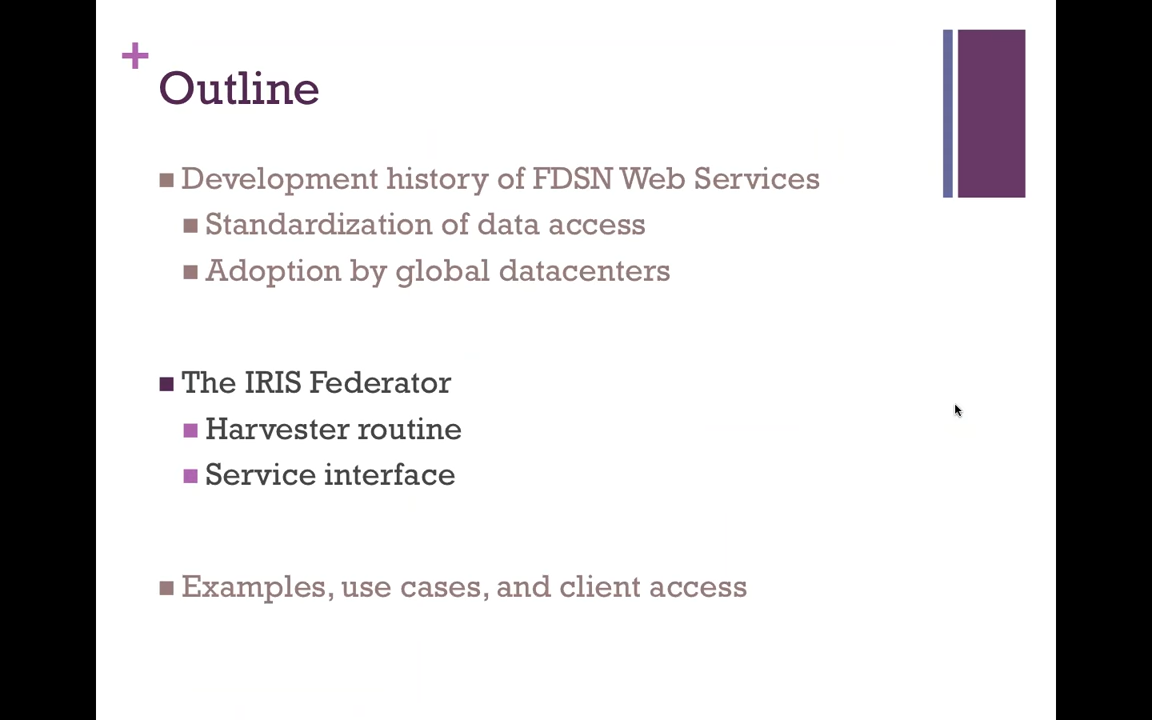 +
Outline
Development history of FDSN Web Services
Standardization of data access
Adoption by global datacenters
The IRIS Federator
Harvester routine
Service interface
Examples, use cases, and client access